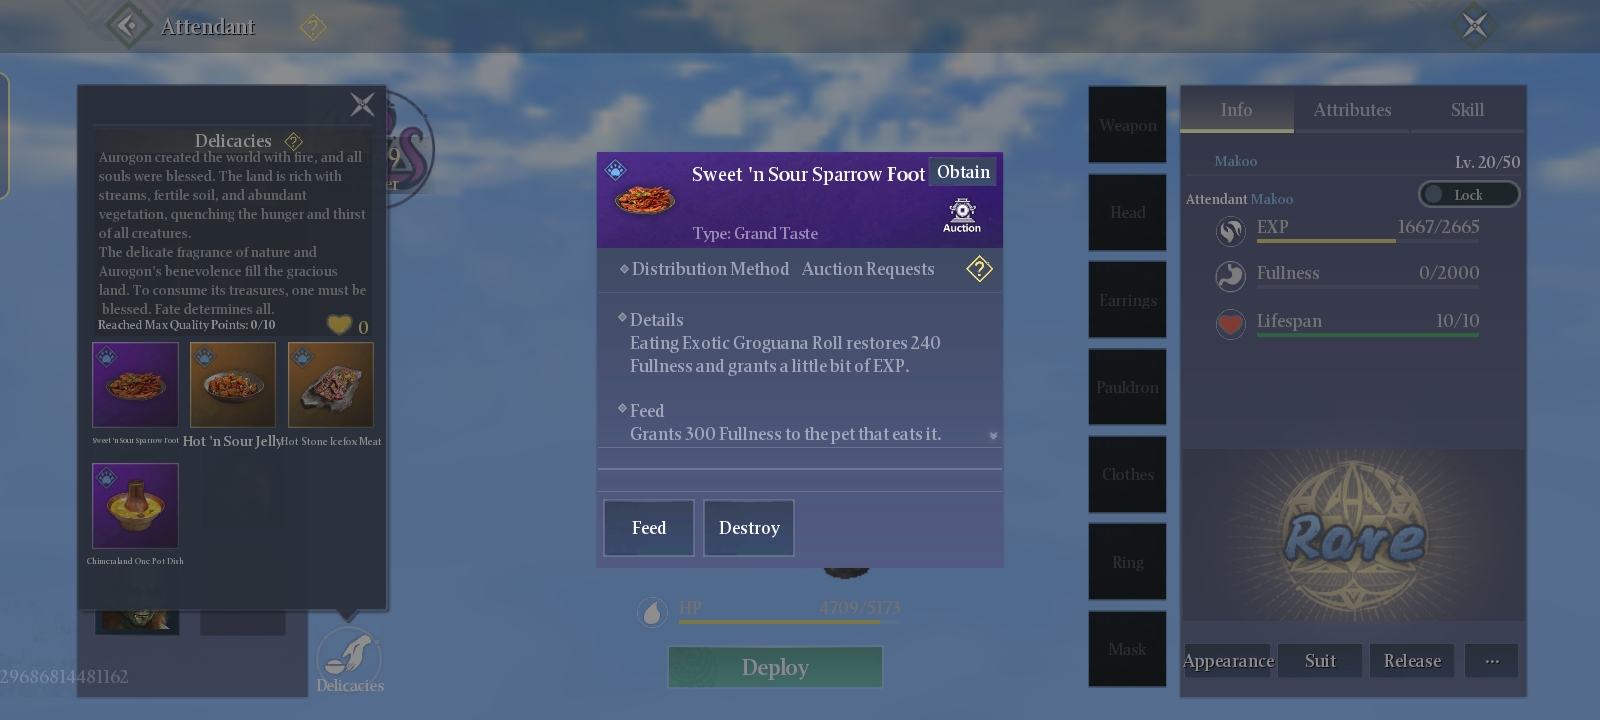 Attendant
?
Delicacies
?
Aurogon created the world with fire, and all
souls were blessed. The land is rich with
streams, fertile soil, and abundant
vegetation, quenching the hunger and thirst
of all creatures.
The delicate fragrance of nature and
Aurogon's benevolence fill the gracious
land. To consume its treasures, one must be
blessed. Fate determines all.
Reached Max Quality Points: 0/10
0
Sweet 'n Sour Sparrow Foot
Hot 'n Sour Jelly
Hot Stone Icefox Meat
Chimeraland One Pot Dish
Delicacies
29686814481162
Sweet 'n Sour Sparrow Foot
Obtain
Auction
Type: Grand Taste
Distribution Method Auction Requests
?
Details
Eating Exotic Groguana Roll restores 240
Fullness and grants a little bit of EXP.
Feed
Grants 300 Fullness to the pet that eats it.
Feed
Destroy
HP 4709/5173
Deploy
Weapon
Head
Earrings
Pauldron
Clothes
Ring
Mask
Info
Attributes
Skill
Makoo
Lv. 20/50
Attendant Makoo
Lock
EXP 1667/2665
Fullness 0/2000
Lifespan 10/10
Rare
Appearance
Suit
Release
...